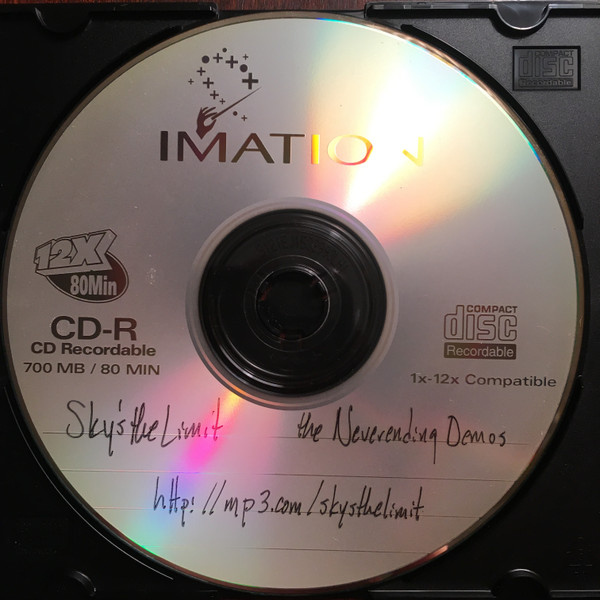 disc
Recordable
IMATION
12X
80Min
CD-R
CD Recordable
700 MB / 80 MIN
COMPACT
disc
Recordable
1x-12x Compatible
Sky's the Limit the Neverending Demos
http://mp3.com/skysthelimit